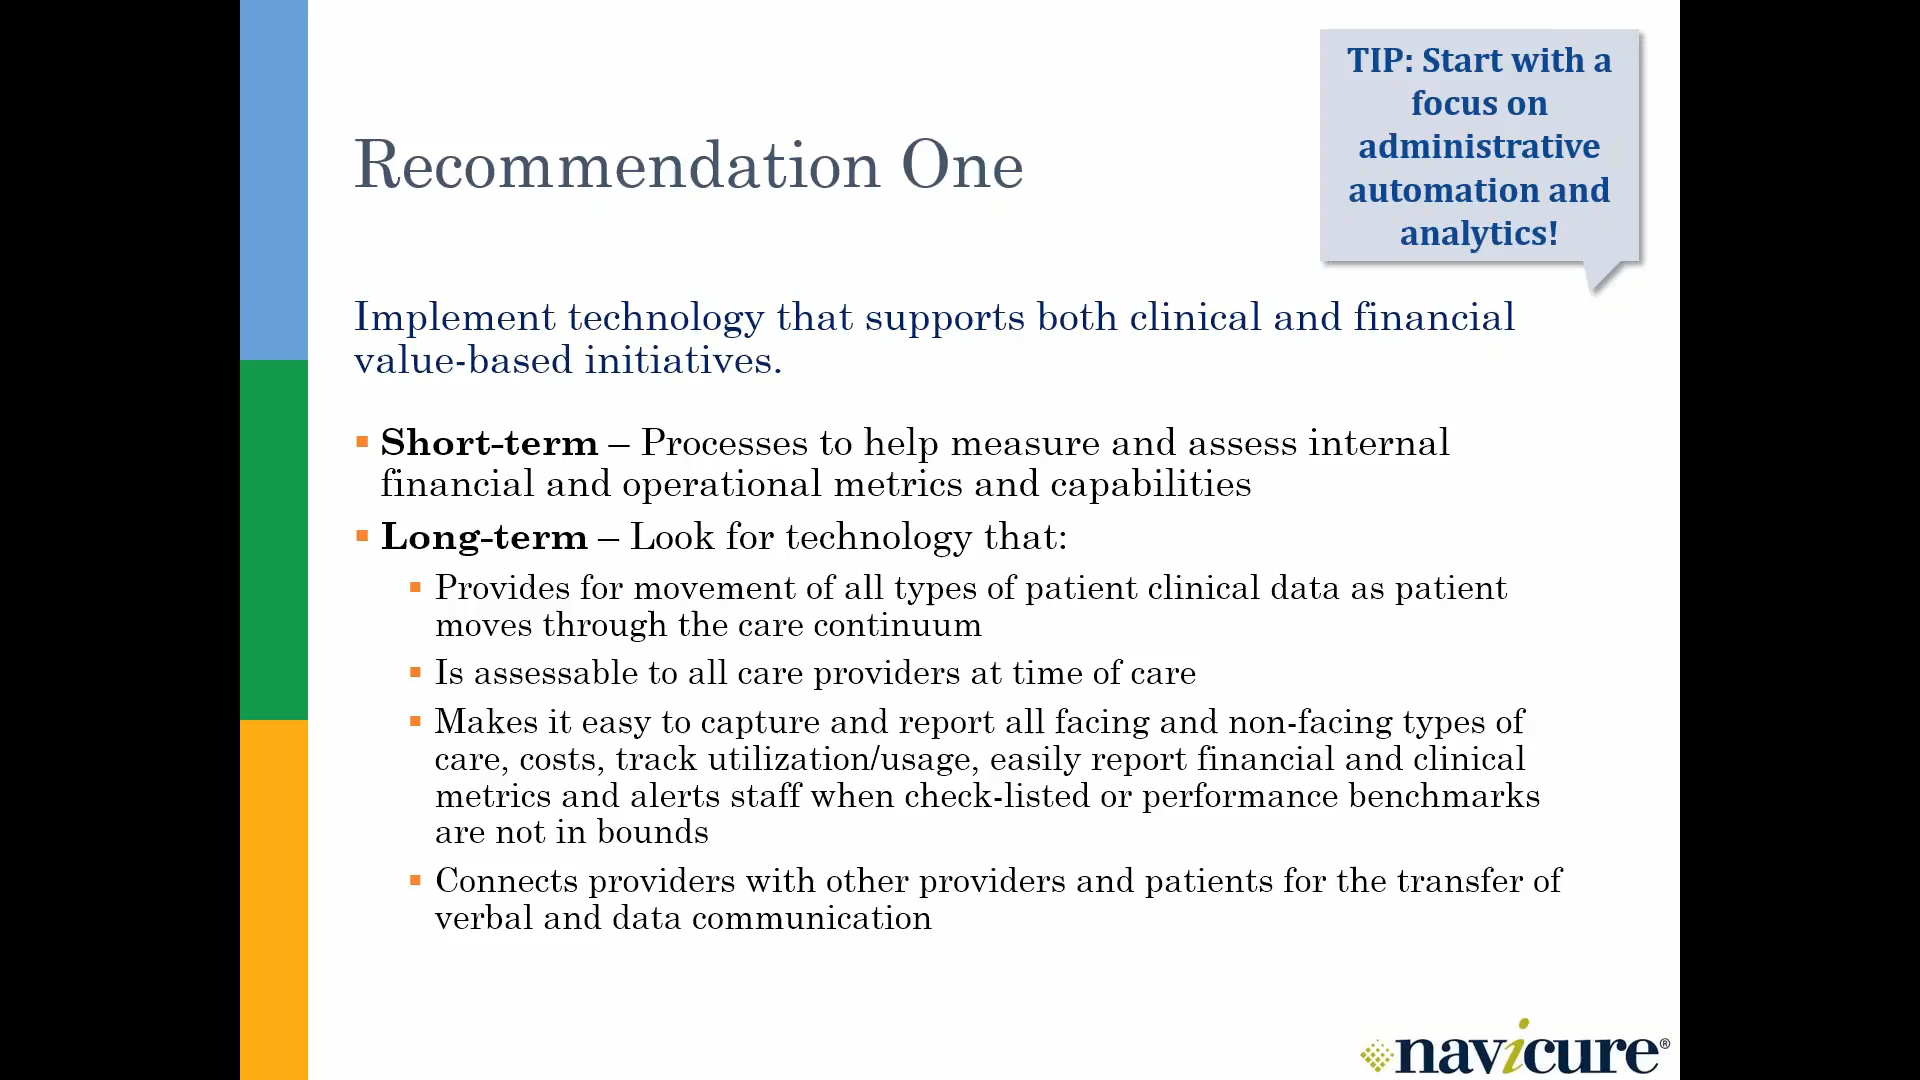 TIP: Start with a
focus on
administrative
automation and
analytics!
Recommendation One
Implement technology that supports both clinical and financial
value-based initiatives.
▪ Short-term – Processes to help measure and assess internal
financial and operational metrics and capabilities
▪ Long-term – Look for technology that:
▪ Provides for movement of all types of patient clinical data as patient
moves through the care continuum
▪ Is assessable to all care providers at time of care
▪ Makes it easy to capture and report all facing and non-facing types of
care, costs, track utilization/usage, easily report financial and clinical
metrics and alerts staff when check-listed or performance benchmarks
are not in bounds
▪ Connects providers with other providers and patients for the transfer of
verbal and data communication
navicure®